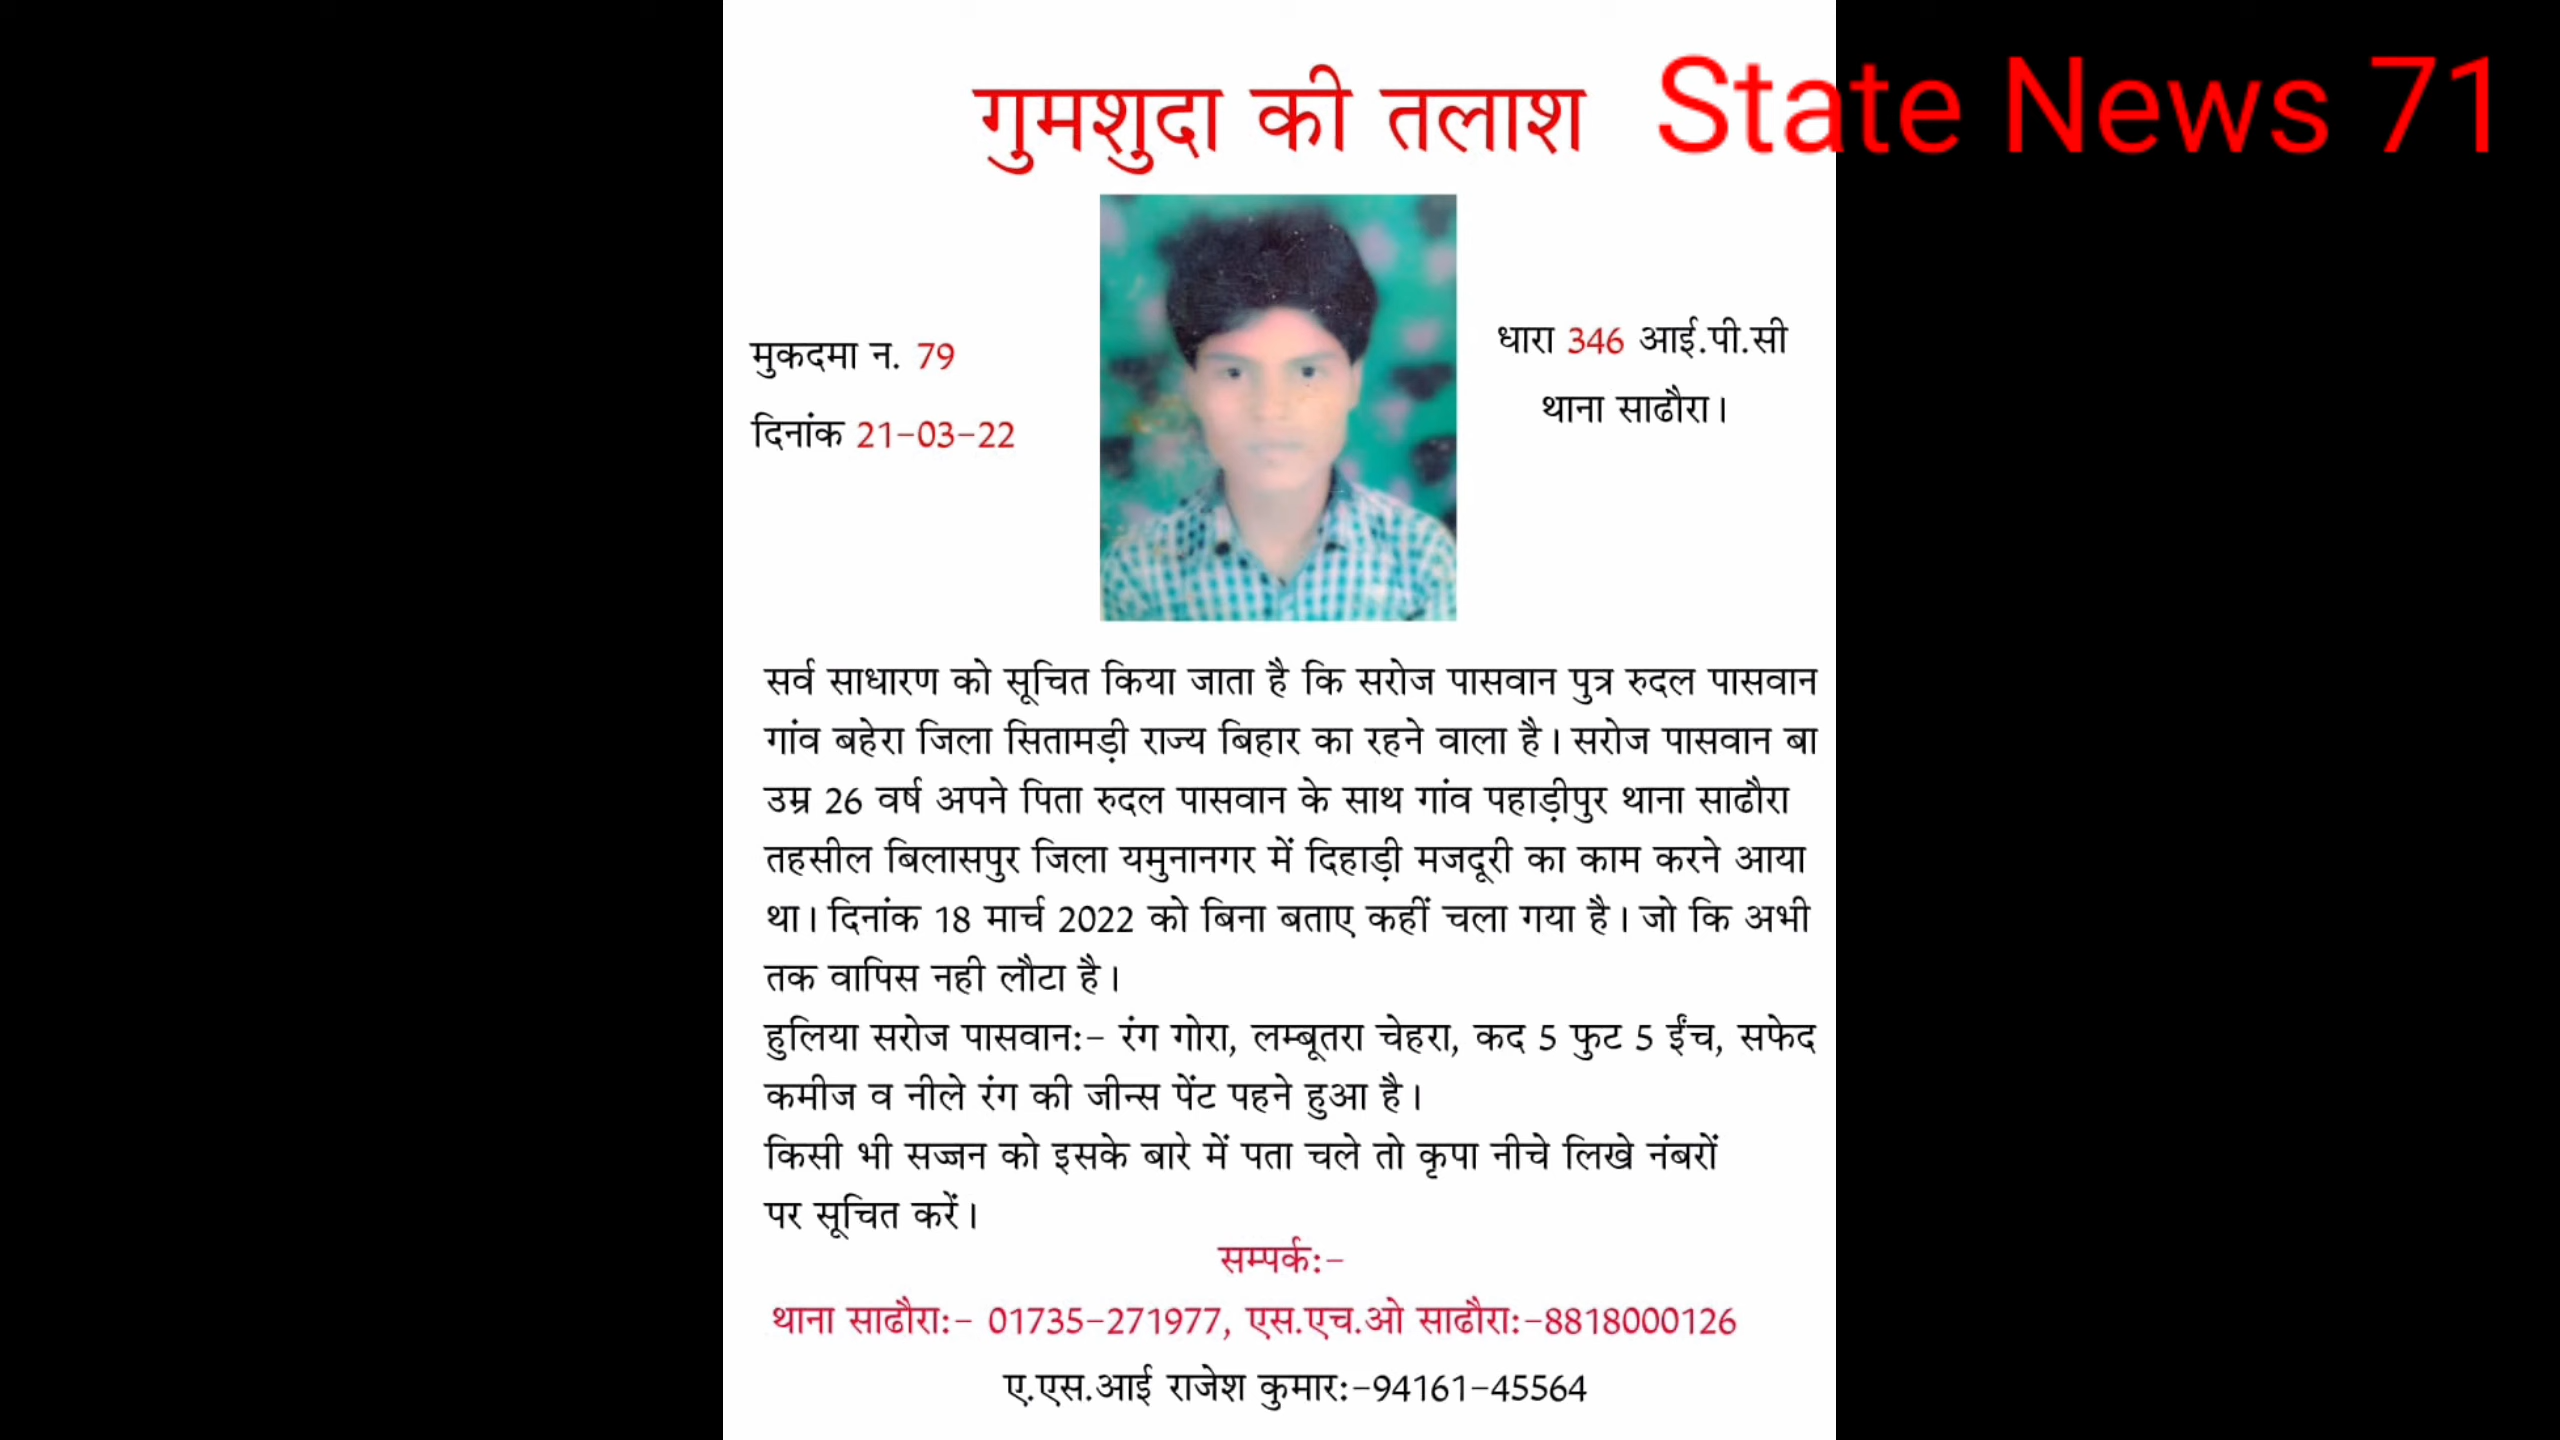 गुमशुदा की तलाश
State News 71
मुकदमा न. 79
दिनांक 21-03-22
धारा 346 आई.पी.सी
थाना साढौरा।
सर्व साधारण को सूचित किया जाता है कि सरोज पासवान पुत्र रुदल पासवान
गांव बहेरा जिला सितामड़ी राज्य बिहार का रहने वाला है। सरोज पासवान बा
उम्र 26 वर्ष अपने पिता रुदल पासवान के साथ गांव पहाड़ीपुर थाना साढौरा
तहसील बिलासपुर जिला यमुनानगर में दिहाड़ी मजदूरी का काम करने आया
था। दिनांक 18 मार्च 2022 को बिना बताए कहीं चला गया है। जो कि अभी
तक वापिस नही लौटा है।
हुलिया सरोज पासवान:- रंग गोरा, लम्बूतरा चेहरा, कद 5 फुट 5 ईंच, सफेद
कमीज व नीले रंग की जीन्स पेंट पहने हुआ है।
किसी भी सज्जन को इसके बारे में पता चले तो कृपा नीचे लिखे नंबरों
पर सूचित करें।
सम्पर्क:-
थाना साढौरा:- 01735-271977, एस.एच.ओ साढौरा:-8818000126
ए.एस.आई राजेश कुमार:-94161-45564